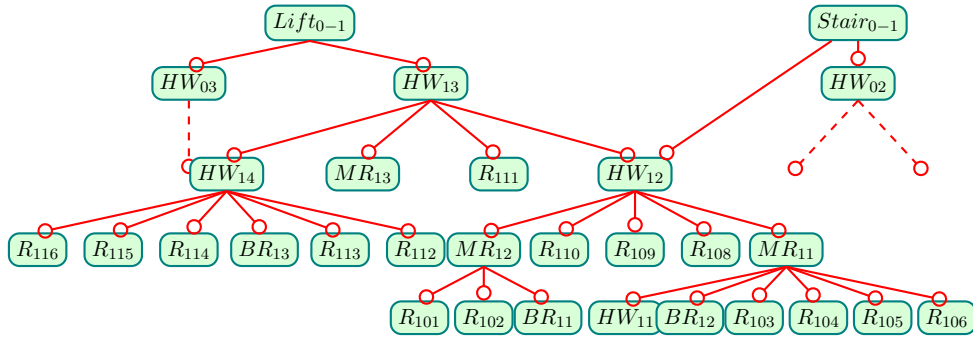 Lift₀₋₁ Stair₀₋₁
HW₀₃ HW₁₃ HW₀₂
HW₁₄ MR₁₃ R₁₁₁ HW₁₂
R₁₁₆ R₁₁₅ R₁₁₄ BR₁₃ R₁₁₃ R₁₁₂ MR₁₂ R₁₁₀ R₁₀₉ R₁₀₈ MR₁₁
R₁₀₁ R₁₀₂ BR₁₁ HW₁₁ BR₁₂ R₁₀₃ R₁₀₄ R₁₀₅ R₁₀₆